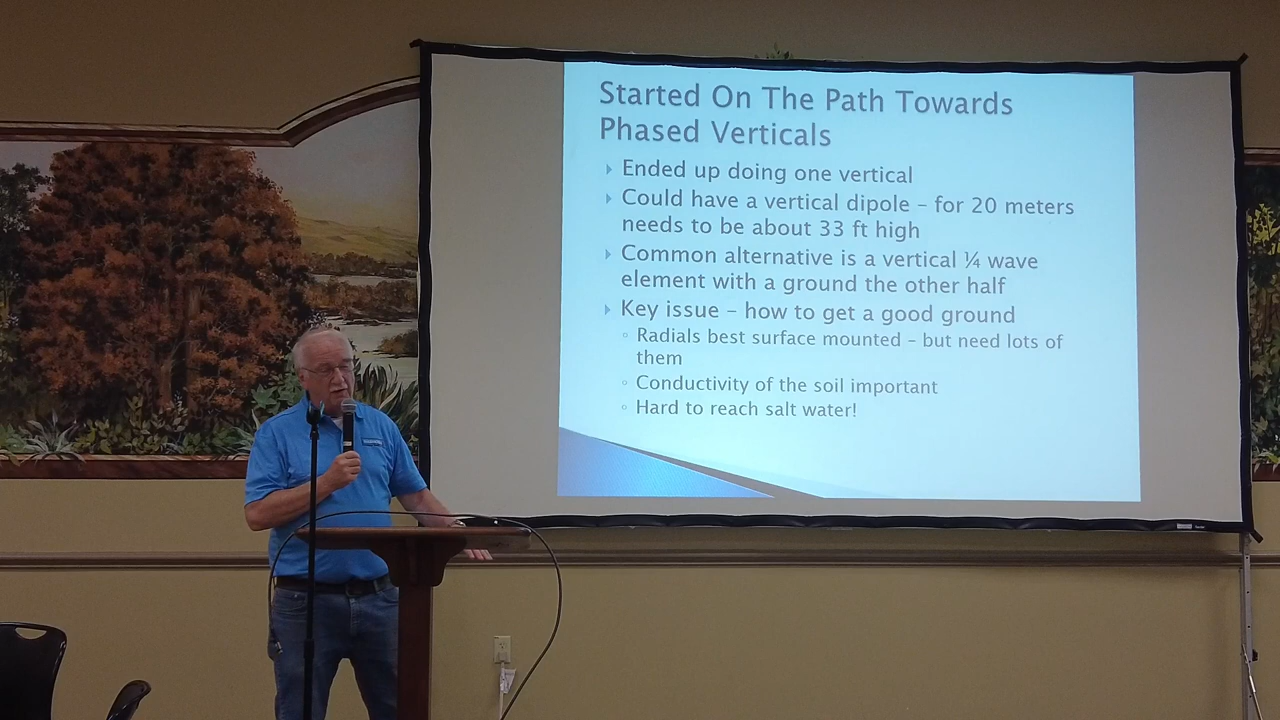 Started On The Path Towards
Phased Verticals
Ended up doing one vertical
Could have a vertical dipole – for 20 meters
needs to be about 33 ft high
Common alternative is a vertical ¼ wave
element with a ground the other half
Key issue – how to get a good ground
Radials best surface mounted – but need lots of
them
Conductivity of the soil important
Hard to reach salt water!